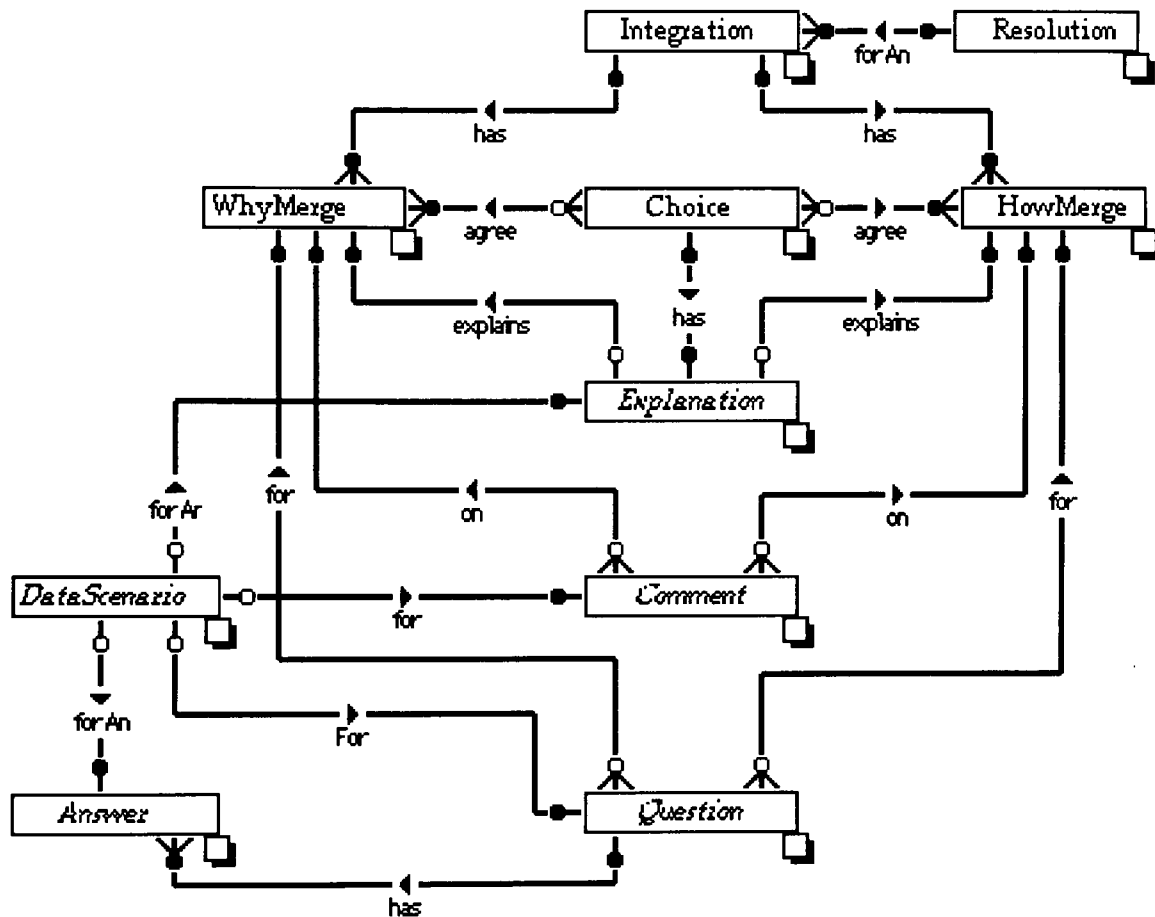 Integration
Resolution
for An
has
has
WhyMerge
Choice
HowMerge
agree
agree
explains
has
explains
Explanation
for Ar
for
on
on
for
DataScenario
for
Comment
for An
For
Answer
Question
has